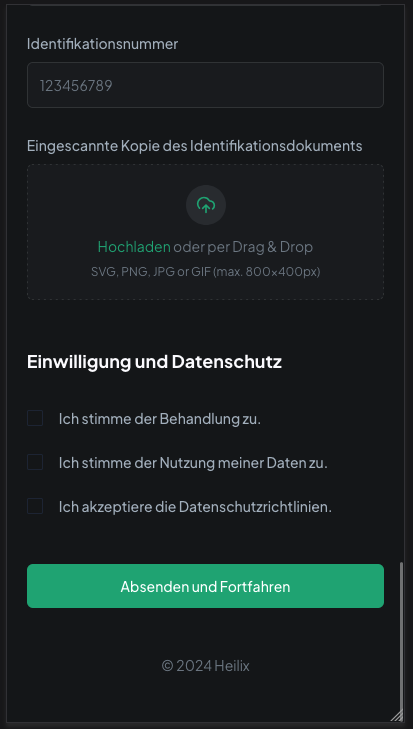 Identifikationsnummer
123456789
Eingescannte Kopie des Identifikationsdokuments
Hochladen oder per Drag & Drop
SVG, PNG, JPG or GIF (max. 800×400px)
Einwilligung und Datenschutz
Ich stimme der Behandlung zu.
Ich stimme der Nutzung meiner Daten zu.
Ich akzeptiere die Datenschutzrichtlinien.
Absenden und Fortfahren
© 2024 Heilix